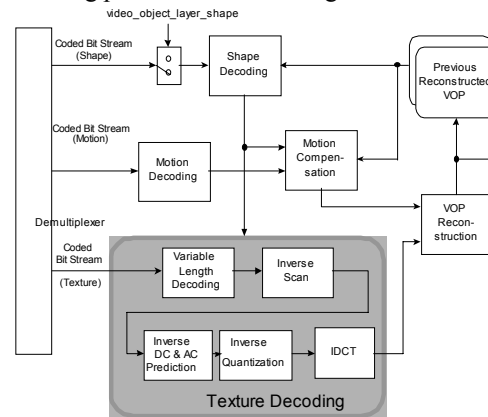 video_object_layer_shape
Coded Bit Stream
(Shape)
Shape
Decoding
Previous
Reconstructed
VOP
Coded Bit Stream
(Motion)
Motion
Decoding
Motion
Compen-
sation
VOP
Recon-
struction
Demultiplexer
Coded
Bit Stream
(Texture)
Variable
Length
Decoding
Inverse
Scan
Inverse
DC & AC
Prediction
Inverse
Quantization
IDCT
Texture Decoding